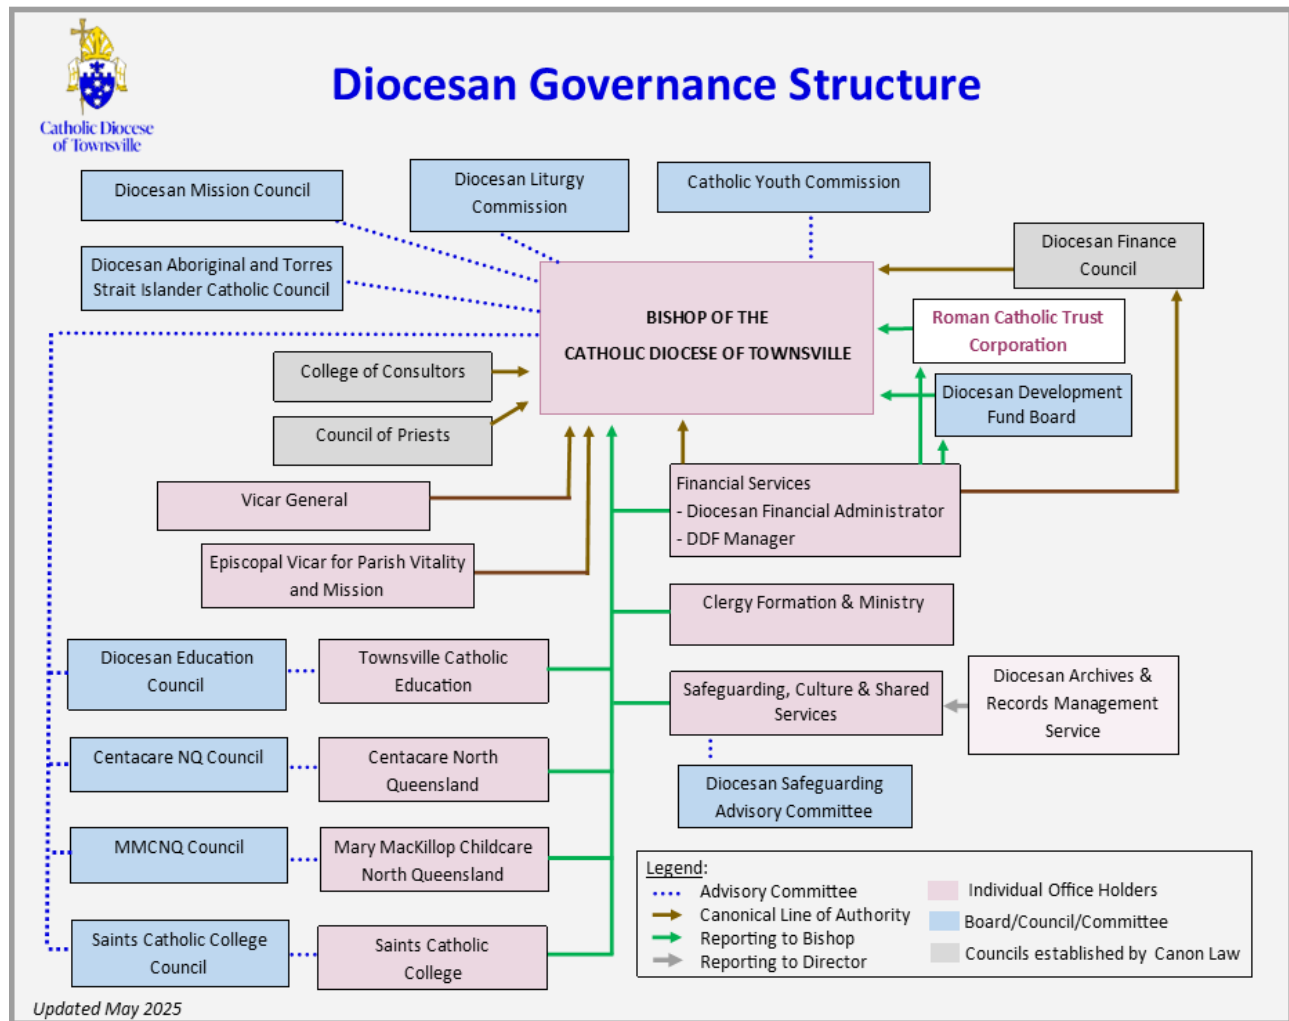 Catholic Diocese
of Townsville
Diocesan Governance Structure
Diocesan Mission Council
Diocesan Liturgy
Commission
Catholic Youth Commission
Diocesan Aboriginal and Torres
Strait Islander Catholic Council
Diocesan Finance
Council
BISHOP OF THE
CATHOLIC DIOCESE OF TOWNSVILLE
Roman Catholic Trust
Corporation
College of Consultors
Diocesan Development
Fund Board
Council of Priests
Vicar General
Financial Services
- Diocesan Financial Administrator
- DDF Manager
Episcopal Vicar for Parish Vitality
and Mission
Clergy Formation & Ministry
Diocesan Education
Council
Townsville Catholic
Education
Safeguarding, Culture & Shared
Services
Diocesan Archives &
Records Management
Service
Centacare NQ Council
Centacare North
Queensland
Diocesan Safeguarding
Advisory Committee
MMCNQ Council
Mary MacKillop Childcare
North Queensland
Saints Catholic College
Council
Saints Catholic
College
Legend:
Advisory Committee
Canonical Line of Authority
Reporting to Bishop
Reporting to Director
Individual Office Holders
Board/Council/Committee
Councils established by Canon Law
Updated May 2025